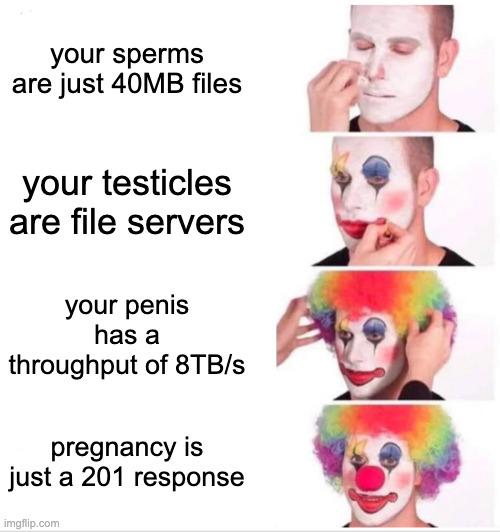 your sperms
are just 40MB files
your testicles
are file servers
your penis
has a
throughput of 8TB/s
pregnancy is
just a 201 response
imgflip.com